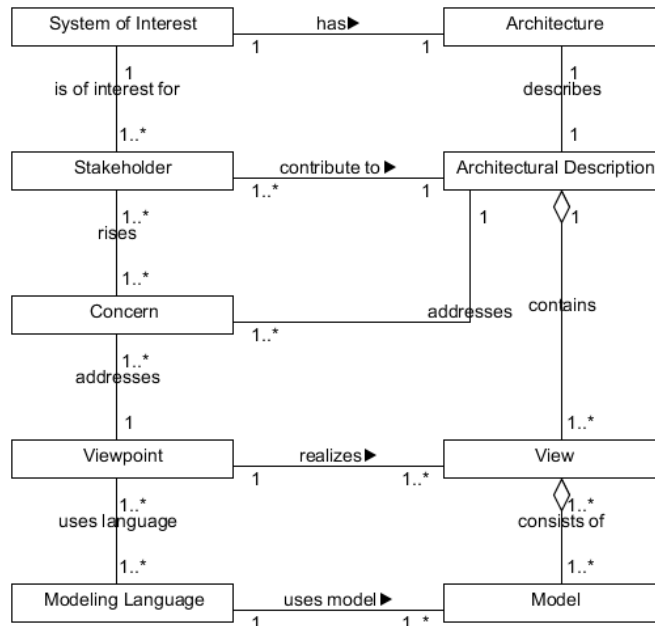 System of Interest
has▶
Architecture
1
1
1
1
is of interest for
describes
1..*
1
Stakeholder
contribute to ▶
Architectural Description
1..*
1..*
1
1
1
rises
1..*
contains
Concern
addresses
1..*
1..*
addresses
1
1..*
Viewpoint
realizes▶
View
1..*
1
1..*
1..*
uses language
consists of
1..*
1..*
Modeling Language
uses model ▶
Model
1
1..*